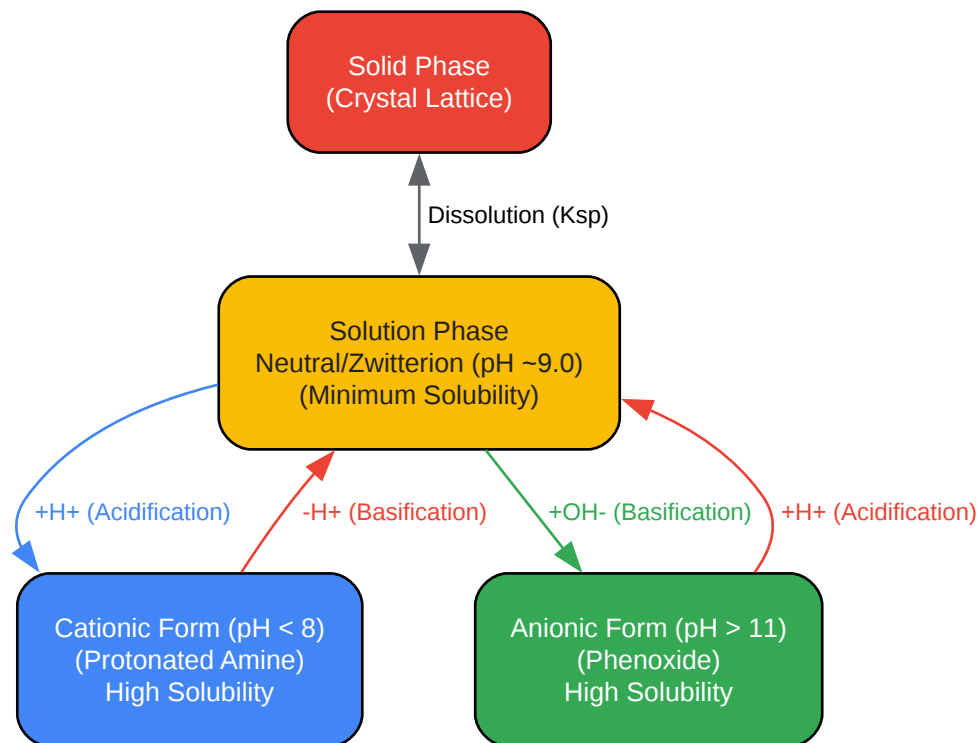 Solid Phase
(Crystal Lattice)
Dissolution (Ksp)
Solution Phase
Neutral/Zwitterion (pH ~9.0)
(Minimum Solubility)
+H+ (Acidification)
-H+ (Basification)
+OH- (Basification)
+H+ (Acidification)
Cationic Form (pH < 8)
(Protonated Amine)
High Solubility
Anionic Form (pH > 11)
(Phenoxide)
High Solubility